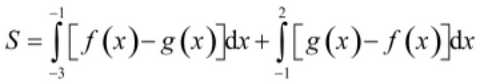 S = ∫_{-3}^{-1} [f(x) − g(x)]dx + ∫_{-1}^{2} [g(x) − f(x)]dx